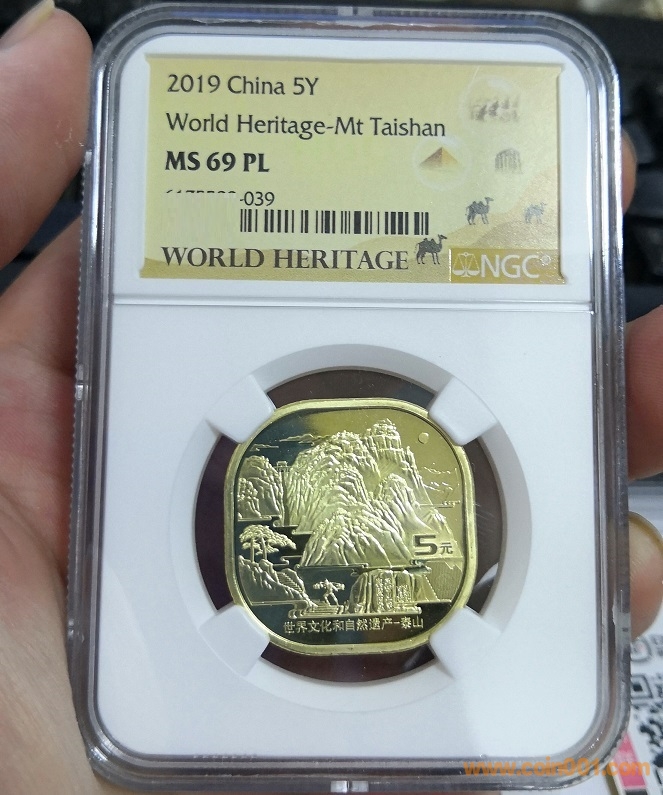 2019 China 5Y
World Heritage-Mt Taishan
MS 69 PL
-039
WORLD HERITAGE
NGC®
5元
世界文化和自然遗产-泰山